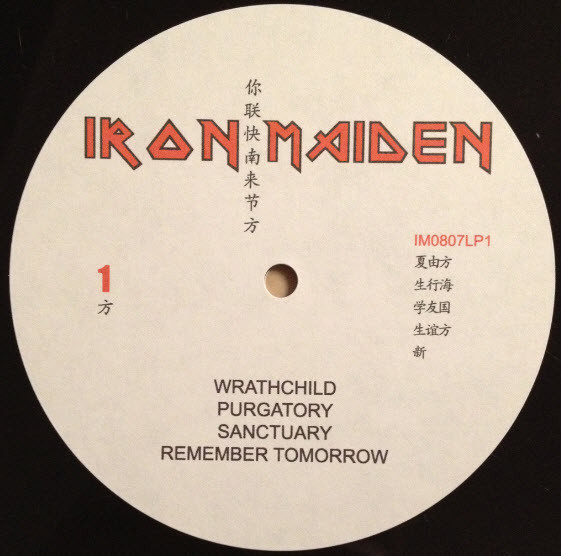 你联快南来节方
IRON MAIDEN
IM0807LP1
夏由方
生行海
学友国
生谊方
新
1
方
WRATHCHILD
PURGATORY
SANCTUARY
REMEMBER TOMORROW